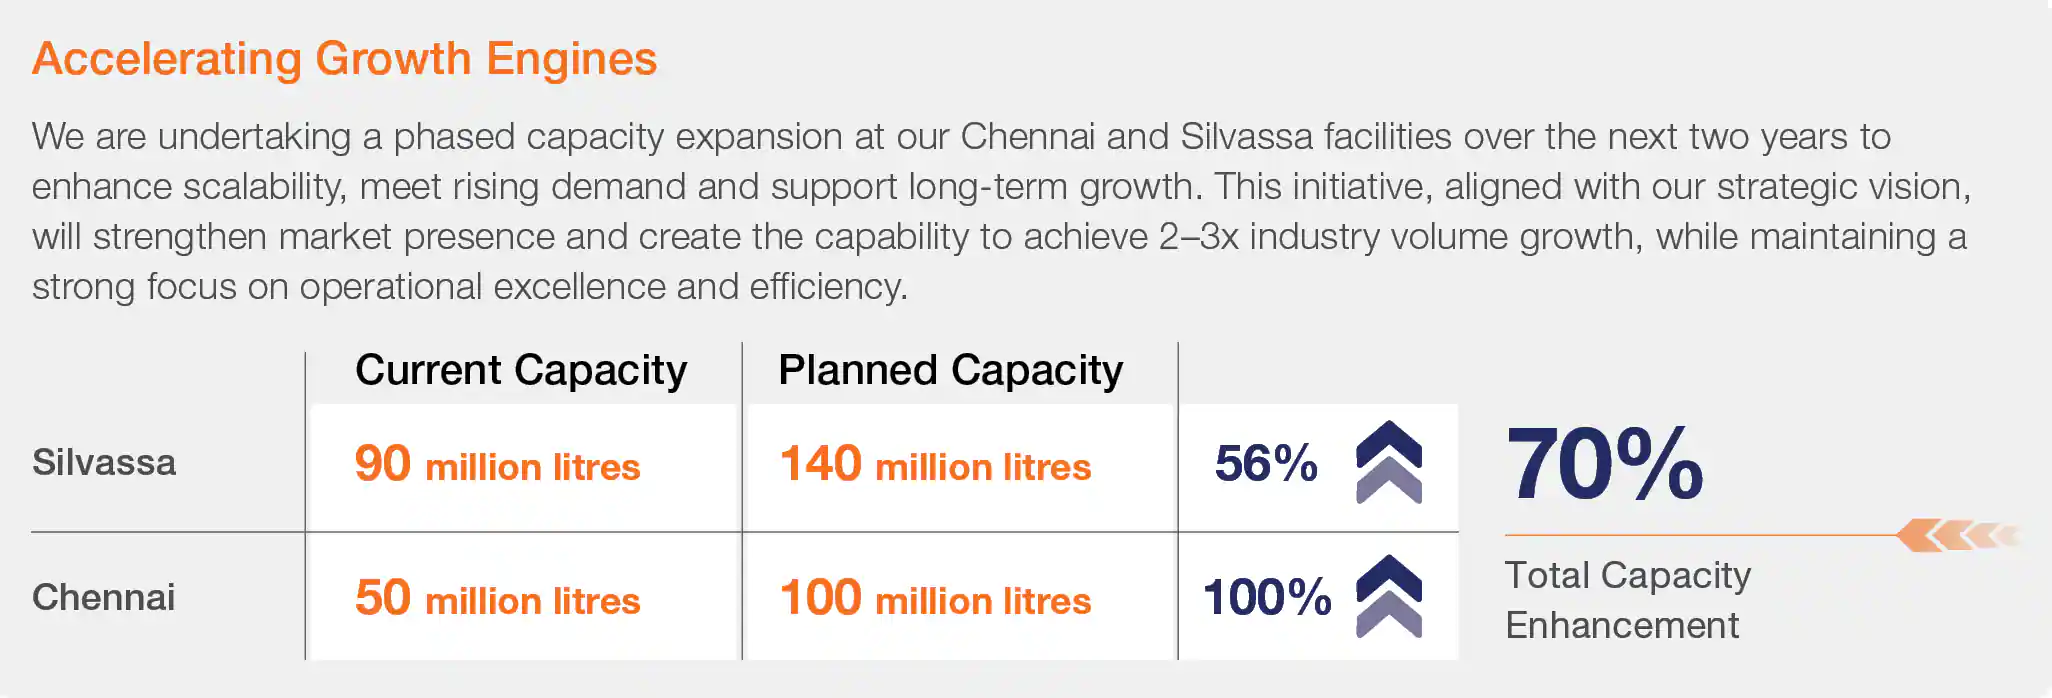 Accelerating Growth Engines
We are undertaking a phased capacity expansion at our Chennai and Silvassa facilities over the next two years to
enhance scalability, meet rising demand and support long-term growth. This initiative, aligned with our strategic vision,
will strengthen market presence and create the capability to achieve 2–3x industry volume growth, while maintaining a
strong focus on operational excellence and efficiency.
Current Capacity Planned Capacity
Silvassa 90 million litres 140 million litres 56%
Chennai 50 million litres 100 million litres 100%
70%
Total Capacity
Enhancement